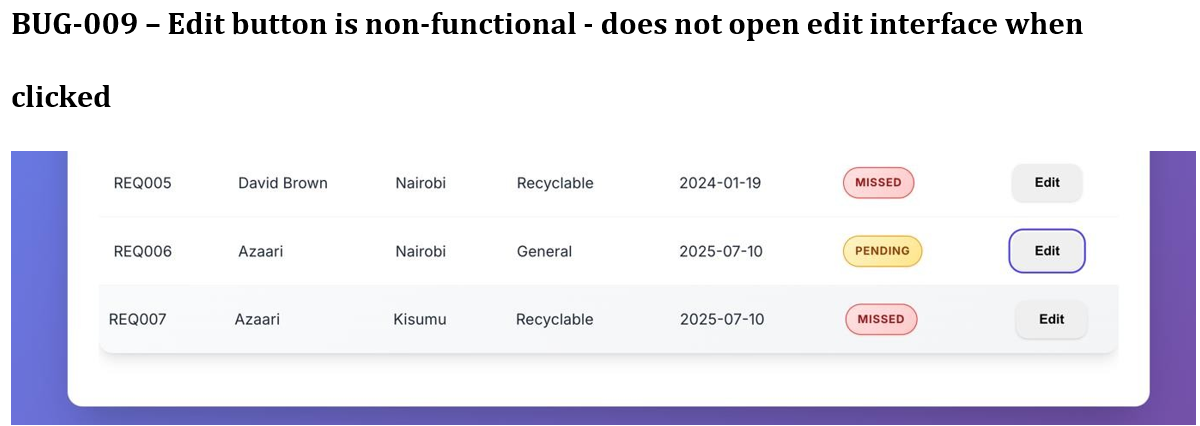 BUG-009 – Edit button is non-functional - does not open edit interface when
clicked
REQ005 David Brown Nairobi Recyclable 2024-01-19 MISSED Edit
REQ006 Azaari Nairobi General 2025-07-10 PENDING Edit
REQ007 Azaari Kisumu Recyclable 2025-07-10 MISSED Edit